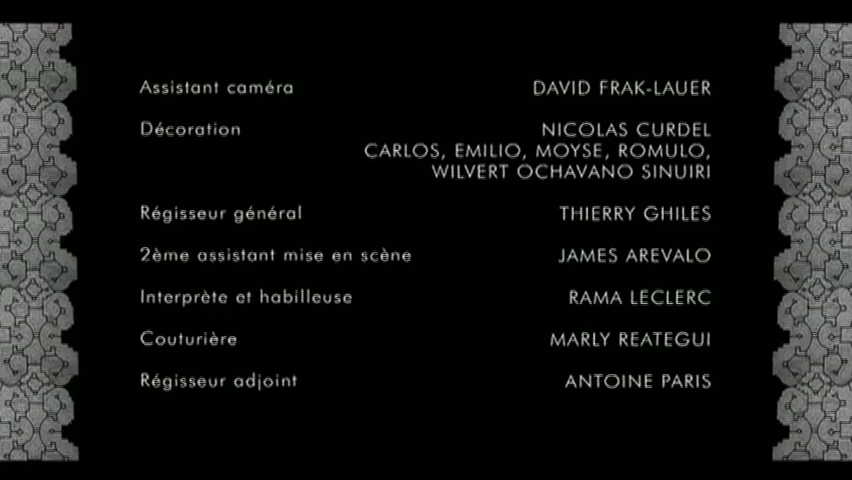 Assistant caméra DAVID FRAK-LAUER
Décoration NICOLAS CURDEL
CARLOS, EMILIO, MOYSE, ROMULO,
WILVERT OCHAVANO SINUIRI
Régisseur général THIERRY GHILES
2ème assistant mise en scène JAMES AREVALO
Interprète et habilleuse RAMA LECLERC
Couturière MARLY REATEGUI
Régisseur adjoint ANTOINE PARIS